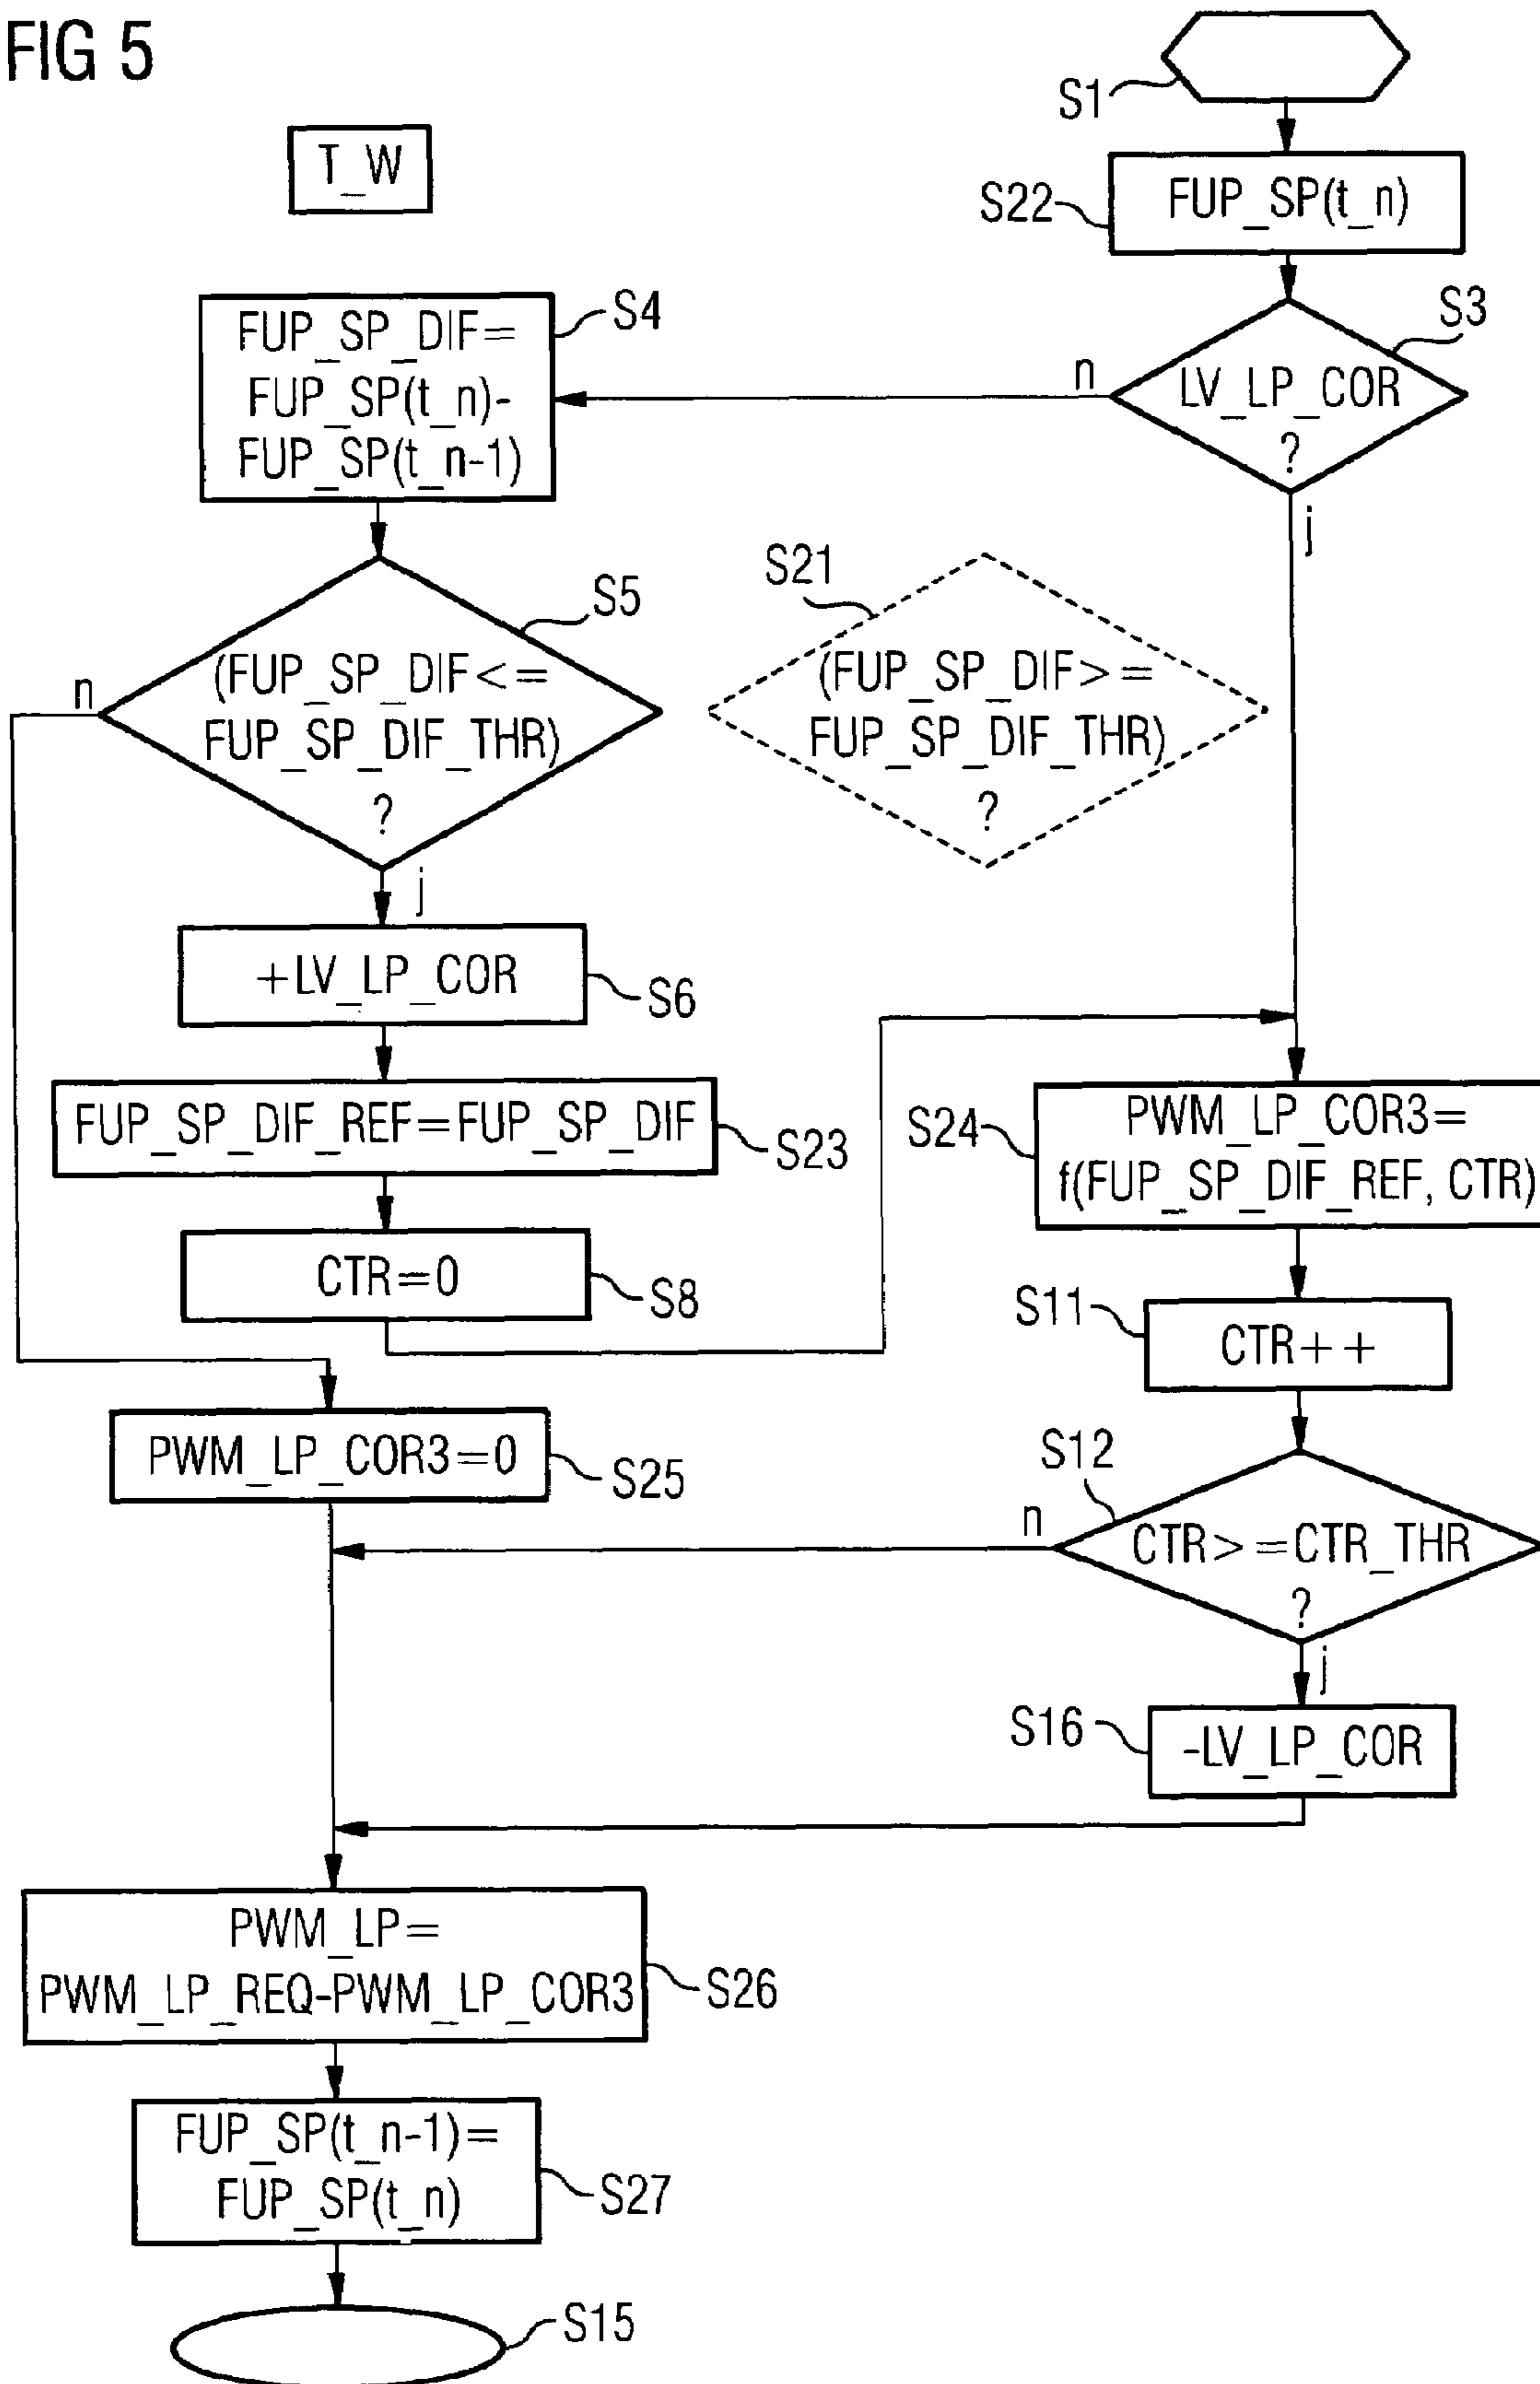 FIG 5
S1
T_W
S22
FUP_SP(t_n)
S4
FUP_SP_DIF=
FUP_SP(t_n)-
FUP_SP(t_n-1)
S3
n
LV_LP_COR
?
j
S5
n
(FUP_SP_DIF<=
FUP_SP_DIF_THR)
?
j
S21
(FUP_SP_DIF>=
FUP_SP_DIF_THR)
?
+LV_LP_COR
S6
FUP_SP_DIF_REF=FUP_SP_DIF
S23
S24
PWM_LP_COR3=
f(FUP_SP_DIF_REF, CTR)
CTR=0
S8
S11
CTR++
PWM_LP_COR3=0
S25
S12
n
CTR>=CTR_THR
?
j
S16
-LV_LP_COR
PWM_LP=
PWM_LP_REQ-PWM_LP_COR3
S26
FUP_SP(t_n-1)=
FUP_SP(t_n)
S27
S15